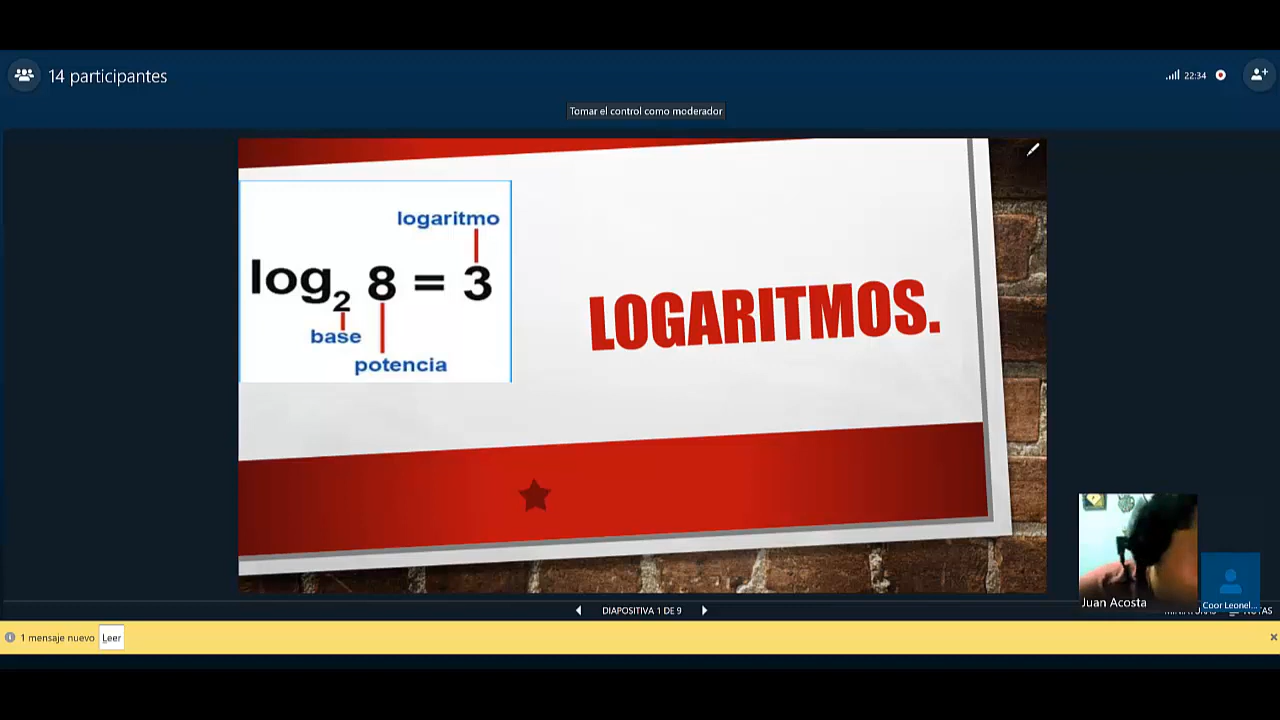 14 participantes
22:34
Tomar el control como moderador
logaritmo
log2 8 = 3
base
potencia
LOGARITMOS.
Juan Acosta
Coor Leonel...
DIAPOSITIVA 1 DE 9
1 mensaje nuevo Leer